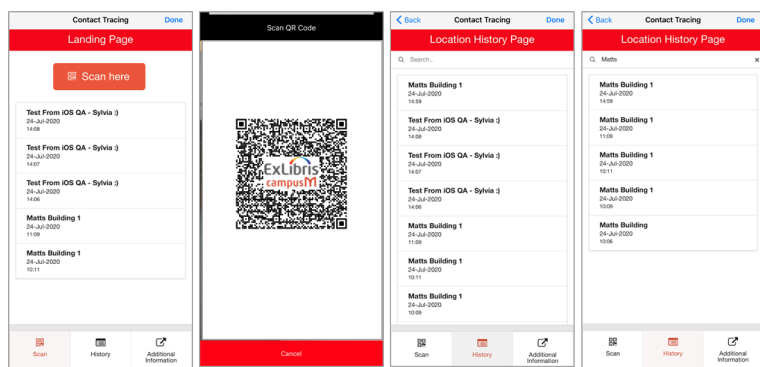 Contact Tracing Done
Landing Page
Scan here
Test From iOS QA - Sylvia :)
24-Jul-2020
14:08
Test From iOS QA - Sylvia :)
24-Jul-2020
14:07
Test From iOS QA - Sylvia :)
24-Jul-2020
14:06
Matts Building 1
24-Jul-2020
11:09
Matts Building 1
24-Jul-2020
10:11
Scan History Additional
Information
Scan QR Code
ExLibris
campusM
Cancel
Back Contact Tracing Done
Location History Page
Search...
Matts Building 1
24-Jul-2020
14:59
Test From iOS QA - Sylvia :)
24-Jul-2020
14:08
Test From iOS QA - Sylvia :)
24-Jul-2020
14:07
Test From iOS QA - Sylvia :)
24-Jul-2020
14:06
Matts Building 1
24-Jul-2020
11:09
Matts Building 1
24-Jul-2020
10:11
Matts Building 1
24-Jul-2020
10:09
Scan History Additional
Information
Back Contact Tracing Done
Location History Page
Matts
Matts Building 1
24-Jul-2020
14:59
Matts Building 1
24-Jul-2020
11:09
Matts Building 1
24-Jul-2020
10:11
Matts Building 1
24-Jul-2020
10:09
Matts Building
24-Jul-2020
10:06
Scan History Additional
Information